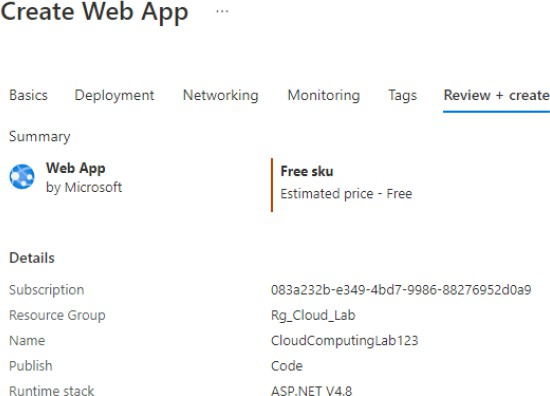 Create Web App ...
Basics Deployment Networking Monitoring Tags Review + create
Summary
Web App
by Microsoft
Free sku
Estimated price - Free
Details
Subscription 083a232b-e349-4bd7-9986-88276952d0a9
Resource Group Rg_Cloud_Lab
Name CloudComputingLab123
Publish Code
Runtime stack ASP.NET V4.8